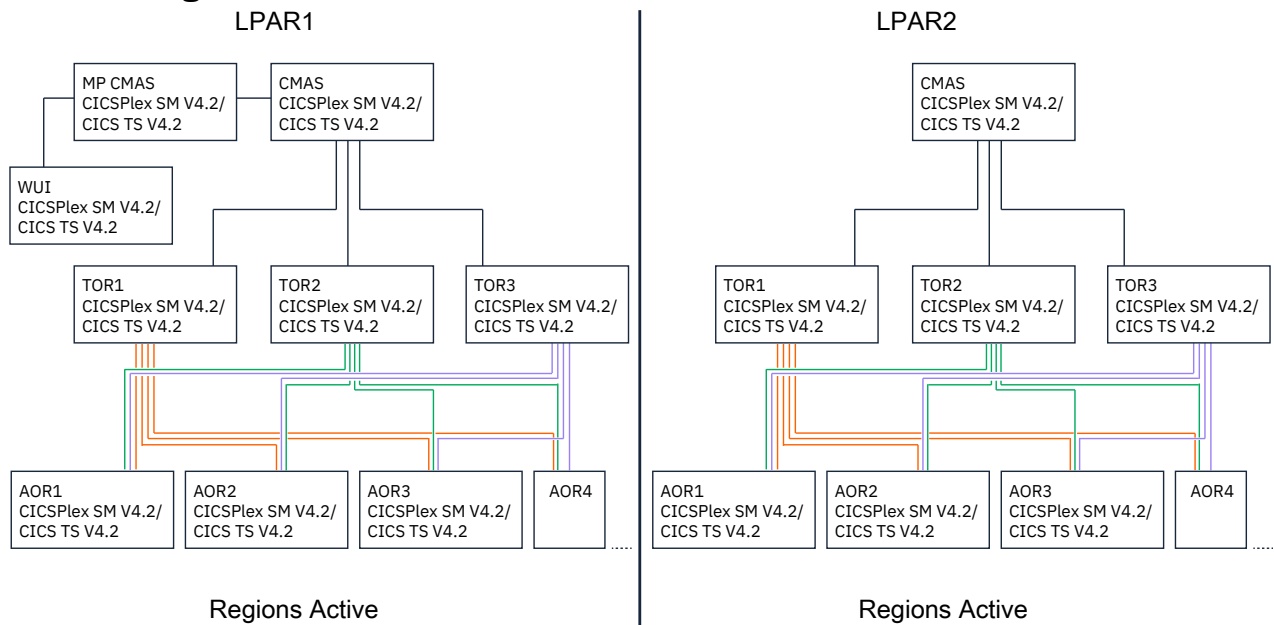 LPAR1
LPAR2
MP CMAS
CICSPlex SM V4.2/
CICS TS V4.2
CMAS
CICSPlex SM V4.2/
CICS TS V4.2
CMAS
CICSPlex SM V4.2/
CICS TS V4.2
WUI
CICSPlex SM V4.2/
CICS TS V4.2
TOR1
CICSPlex SM V4.2/
CICS TS V4.2
TOR2
CICSPlex SM V4.2/
CICS TS V4.2
TOR3
CICSPlex SM V4.2/
CICS TS V4.2
TOR1
CICSPlex SM V4.2/
CICS TS V4.2
TOR2
CICSPlex SM V4.2/
CICS TS V4.2
TOR3
CICSPlex SM V4.2/
CICS TS V4.2
AOR1
CICSPlex SM V4.2/
CICS TS V4.2
AOR2
CICSPlex SM V4.2/
CICS TS V4.2
AOR3
CICSPlex SM V4.2/
CICS TS V4.2
AOR4
AOR1
CICSPlex SM V4.2/
CICS TS V4.2
AOR2
CICSPlex SM V4.2/
CICS TS V4.2
AOR3
CICSPlex SM V4.2/
CICS TS V4.2
AOR4
Regions Active
Regions Active